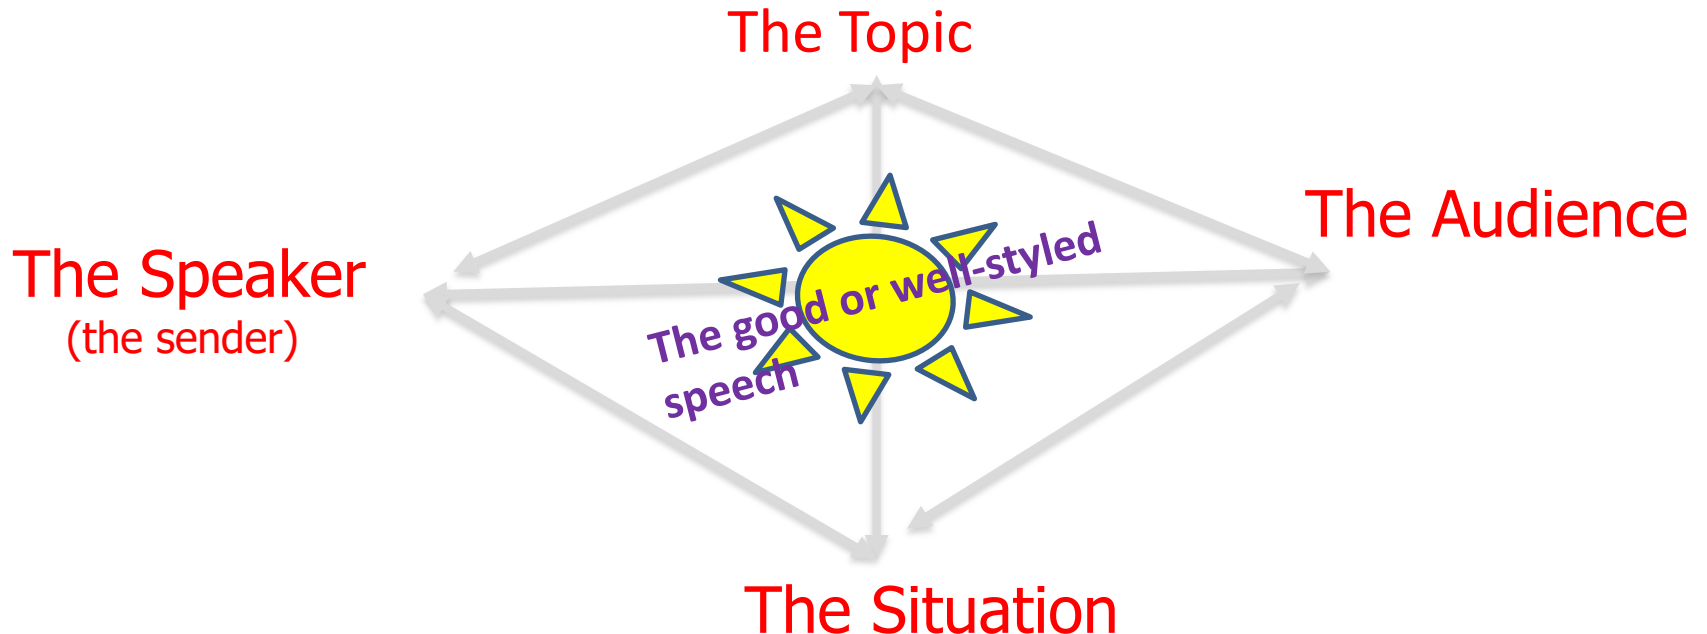 The Topic
The Audience
The Speaker
(the sender)
The good or well-styled
speech
The Situation